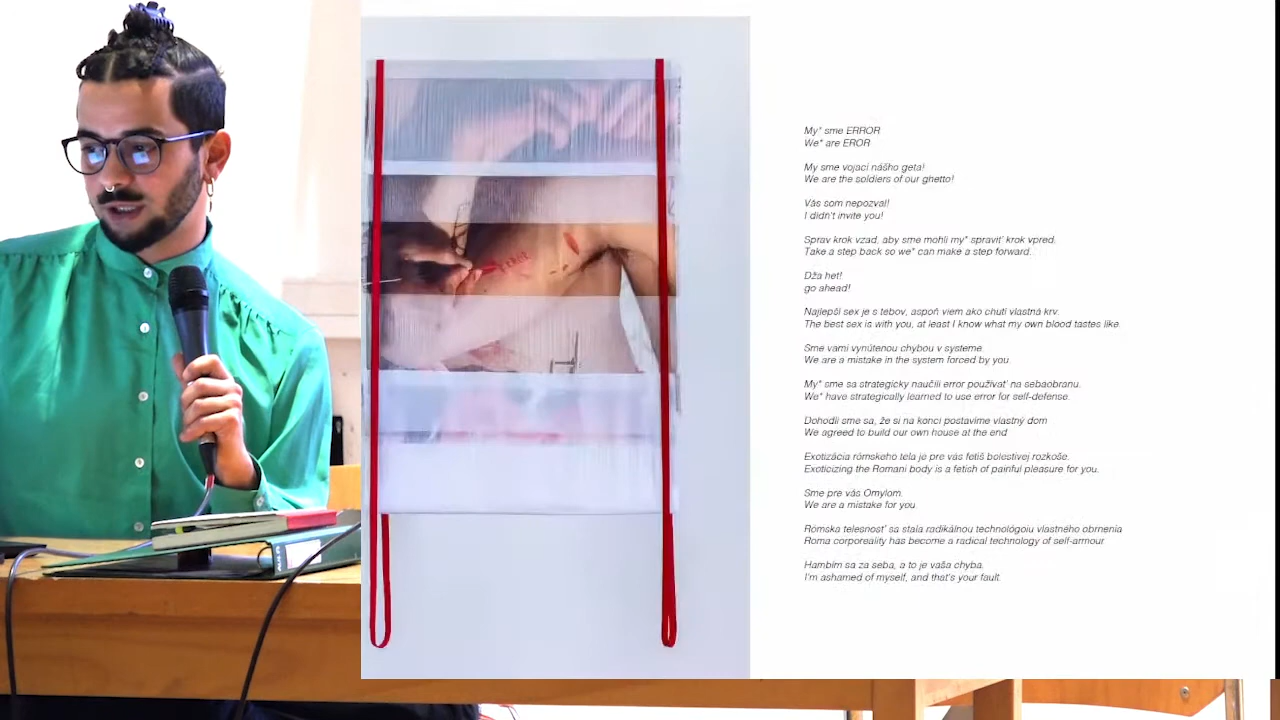 My* sme ERROR
We* are EROR
My sme vojaci nášho geta!
We are the soldiers of our ghetto!
Vás som nepozval!
I didn't invite you!
Sprav krok vzad, aby sme mohli my* spraviť krok vpred.
Take a step back so we* can make a step forward.
Dža het!
go ahead!
Najlepší sex je s tebov, aspoň viem ako chutí vlastná krv.
The best sex is with you, at least I know what my own blood tastes like.
Sme vami vynútenou chybou v systeme.
We are a mistake in the system forced by you.
My* sme sa strategicky naučili error používať na sebaobranu.
We* have strategically learned to use error for self-defense.
Dohodli sme sa, že si na konci postavíme vlastný dom
We agreed to build our own house at the end
Exotizácia rómskeho tela je pre vás fetiš bolestivej rozkoše.
Exoticizing the Romani body is a fetish of painful pleasure for you.
Sme pre vás Omylom.
We are a mistake for you
Rómska telesnosť sa stala radikálnou technológoiu vlastného obrnenia
Roma corporeality has become a radical technology of self-armour
Hambím sa za seba, a to je vaša chyba.
I'm ashamed of myself, and that's your fault.